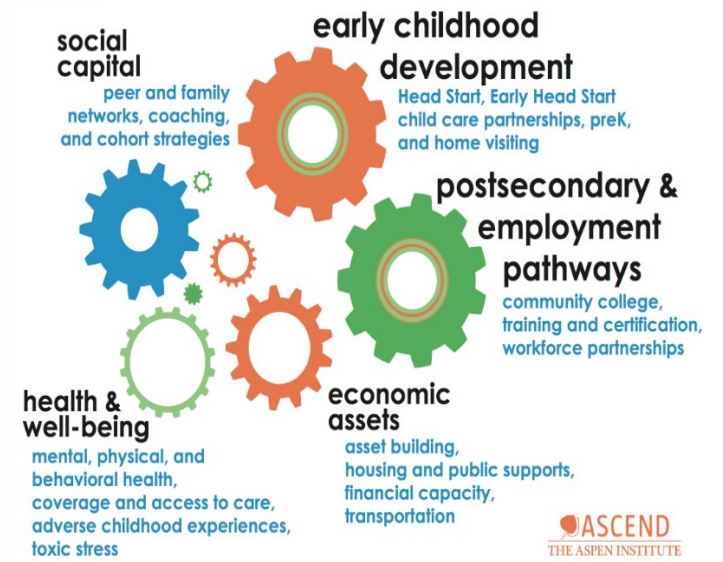 social
capital
peer and family
networks, coaching,
and cohort strategies
early childhood
development
Head Start, Early Head Start
child care partnerships, preK,
and home visiting
postsecondary &
employment
pathways
community college,
training and certification,
workforce partnerships
health &
well-being
mental, physical, and
behavioral health,
coverage and access to care,
adverse childhood experiences,
toxic stress
economic
assets
asset building,
housing and public supports,
financial capacity,
transportation
ASCEND
THE ASPEN INSTITUTE